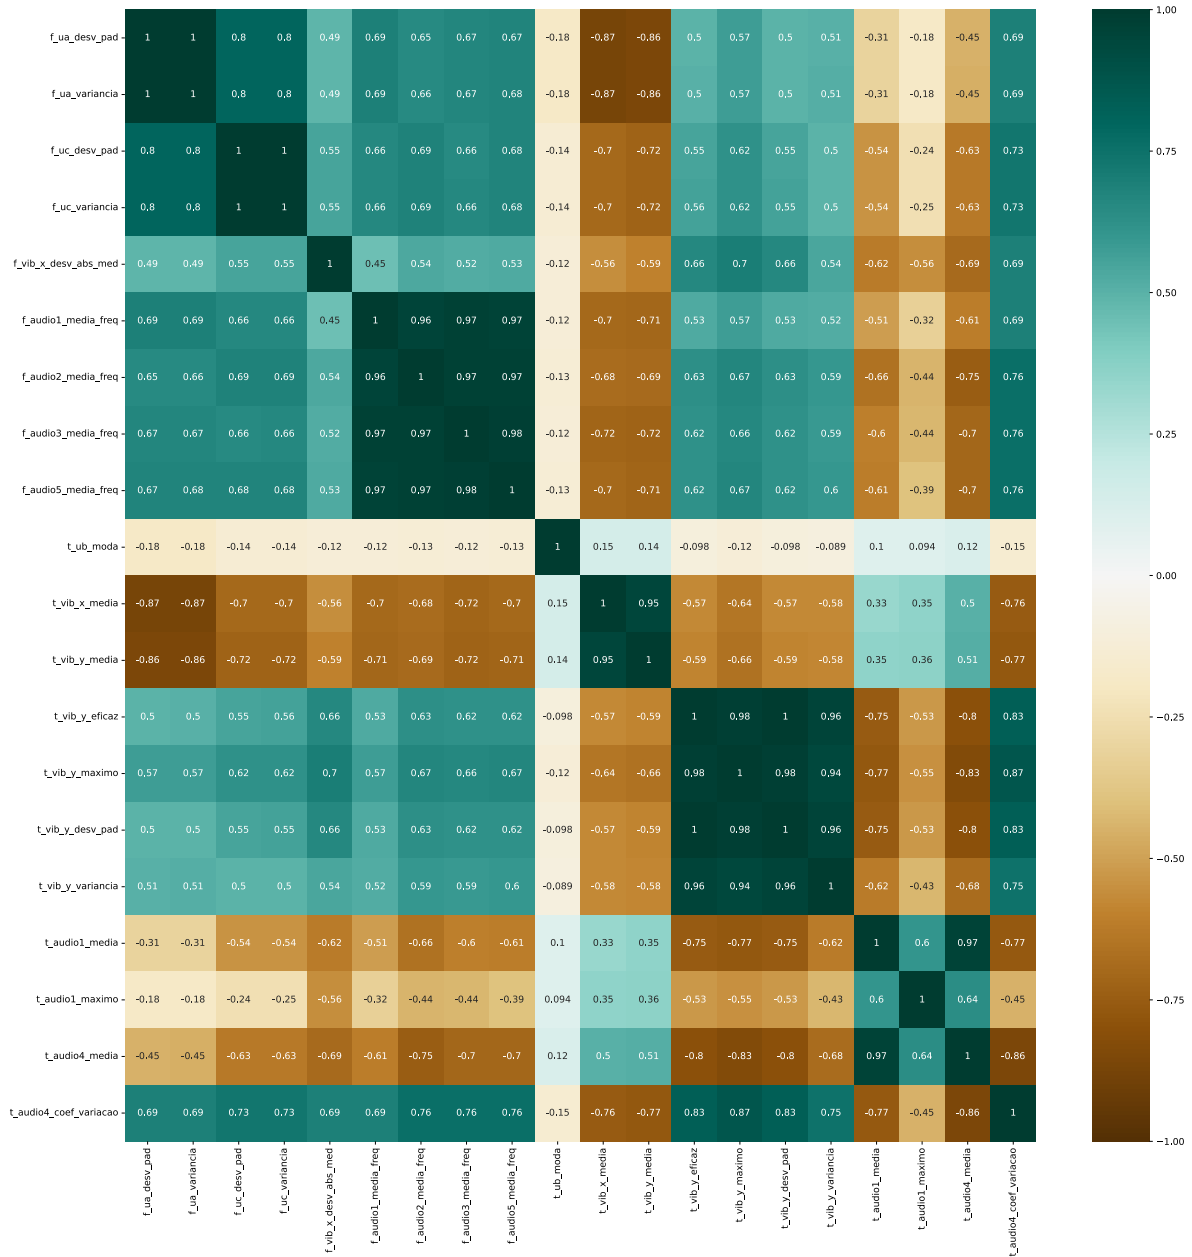 f_ua_desv_pad 1 1 0.8 0.8 0.49 0.69 0.65 0.67 0.67 -0.18 -0.87 -0.86 0.5 0.57 0.5 0.51 -0.31 -0.18 -0.45 0.69
f_ua_variancia 1 1 0.8 0.8 0.49 0.69 0.66 0.67 0.68 -0.18 -0.87 -0.86 0.5 0.57 0.5 0.51 -0.31 -0.18 -0.45 0.69
f_uc_desv_pad 0.8 0.8 1 1 0.55 0.66 0.69 0.66 0.68 -0.14 -0.7 -0.72 0.55 0.62 0.55 0.5 -0.54 -0.24 -0.63 0.73
f_uc_variancia 0.8 0.8 1 1 0.55 0.66 0.69 0.66 0.68 -0.14 -0.7 -0.72 0.56 0.62 0.55 0.5 -0.54 -0.25 -0.63 0.73
f_vib_x_desv_abs_med 0.49 0.49 0.55 0.55 1 0.45 0.54 0.52 0.53 -0.12 -0.56 -0.59 0.66 0.7 0.66 0.54 -0.62 -0.56 -0.69 0.69
f_audio1_media_freq 0.69 0.69 0.66 0.66 0.45 1 0.96 0.97 0.97 -0.12 -0.7 -0.71 0.53 0.57 0.53 0.52 -0.51 -0.32 -0.61 0.69
f_audio2_media_freq 0.65 0.66 0.69 0.69 0.54 0.96 1 0.97 0.97 -0.13 -0.68 -0.69 0.63 0.67 0.63 0.59 -0.66 -0.44 -0.75 0.76
f_audio3_media_freq 0.67 0.67 0.66 0.66 0.52 0.97 0.97 1 0.98 -0.12 -0.72 -0.72 0.62 0.66 0.62 0.59 -0.6 -0.44 -0.7 0.76
f_audio5_media_freq 0.67 0.68 0.68 0.68 0.53 0.97 0.97 0.98 1 -0.13 -0.7 -0.71 0.62 0.67 0.62 0.6 -0.61 -0.39 -0.7 0.76
t_ub_moda -0.18 -0.18 -0.14 -0.14 -0.12 -0.12 -0.13 -0.12 -0.13 1 0.15 0.14 -0.098 -0.12 -0.098 -0.089 0.1 0.094 0.12 -0.15
t_vib_x_media -0.87 -0.87 -0.7 -0.7 -0.56 -0.7 -0.68 -0.72 -0.7 0.15 1 0.95 -0.57 -0.64 -0.57 -0.58 0.33 0.35 0.5 -0.76
t_vib_y_media -0.86 -0.86 -0.72 -0.72 -0.59 -0.71 -0.69 -0.72 -0.71 0.14 0.95 1 -0.59 -0.66 -0.59 -0.58 0.35 0.36 0.51 -0.77
t_vib_y_eficaz 0.5 0.5 0.55 0.56 0.66 0.53 0.63 0.62 0.62 -0.098 -0.57 -0.59 1 0.98 1 0.96 -0.75 -0.53 -0.8 0.83
t_vib_y_maximo 0.57 0.57 0.62 0.62 0.7 0.57 0.67 0.66 0.67 -0.12 -0.64 -0.66 0.98 1 0.98 0.94 -0.77 -0.55 -0.83 0.87
t_vib_y_desv_pad 0.5 0.5 0.55 0.55 0.66 0.53 0.63 0.62 0.62 -0.098 -0.57 -0.59 1 0.98 1 0.96 -0.75 -0.53 -0.8 0.83
t_vib_y_variancia 0.51 0.51 0.5 0.5 0.54 0.52 0.59 0.59 0.6 -0.089 -0.58 -0.58 0.96 0.94 0.96 1 -0.62 -0.43 -0.68 0.75
t_audio1_media -0.31 -0.31 -0.54 -0.54 -0.62 -0.51 -0.66 -0.6 -0.61 0.1 0.33 0.35 -0.75 -0.77 -0.75 -0.62 1 0.6 0.97 -0.77
t_audio1_maximo -0.18 -0.18 -0.24 -0.25 -0.56 -0.32 -0.44 -0.44 -0.39 0.094 0.35 0.36 -0.53 -0.55 -0.53 -0.43 0.6 1 0.64 -0.45
t_audio4_media -0.45 -0.45 -0.63 -0.63 -0.69 -0.61 -0.75 -0.7 -0.7 0.12 0.5 0.51 -0.8 -0.83 -0.8 -0.68 0.97 0.64 1 -0.86
t_audio4_coef_variacao 0.69 0.69 0.73 0.73 0.69 0.69 0.76 0.76 0.76 -0.15 -0.76 -0.77 0.83 0.87 0.83 0.75 -0.77 -0.45 -0.86 1
f_ua_desv_pad
f_ua_variancia
f_uc_desv_pad
f_uc_variancia
f_vib_x_desv_abs_med
f_audio1_media_freq
f_audio2_media_freq
f_audio3_media_freq
f_audio5_media_freq
t_ub_moda
t_vib_x_media
t_vib_y_media
t_vib_y_eficaz
t_vib_y_maximo
t_vib_y_desv_pad
t_vib_y_variancia
t_audio1_media
t_audio1_maximo
t_audio4_media
t_audio4_coef_variacao
1.00
0.75
0.50
0.25
0.00
−0.25
−0.50
−0.75
−1.00